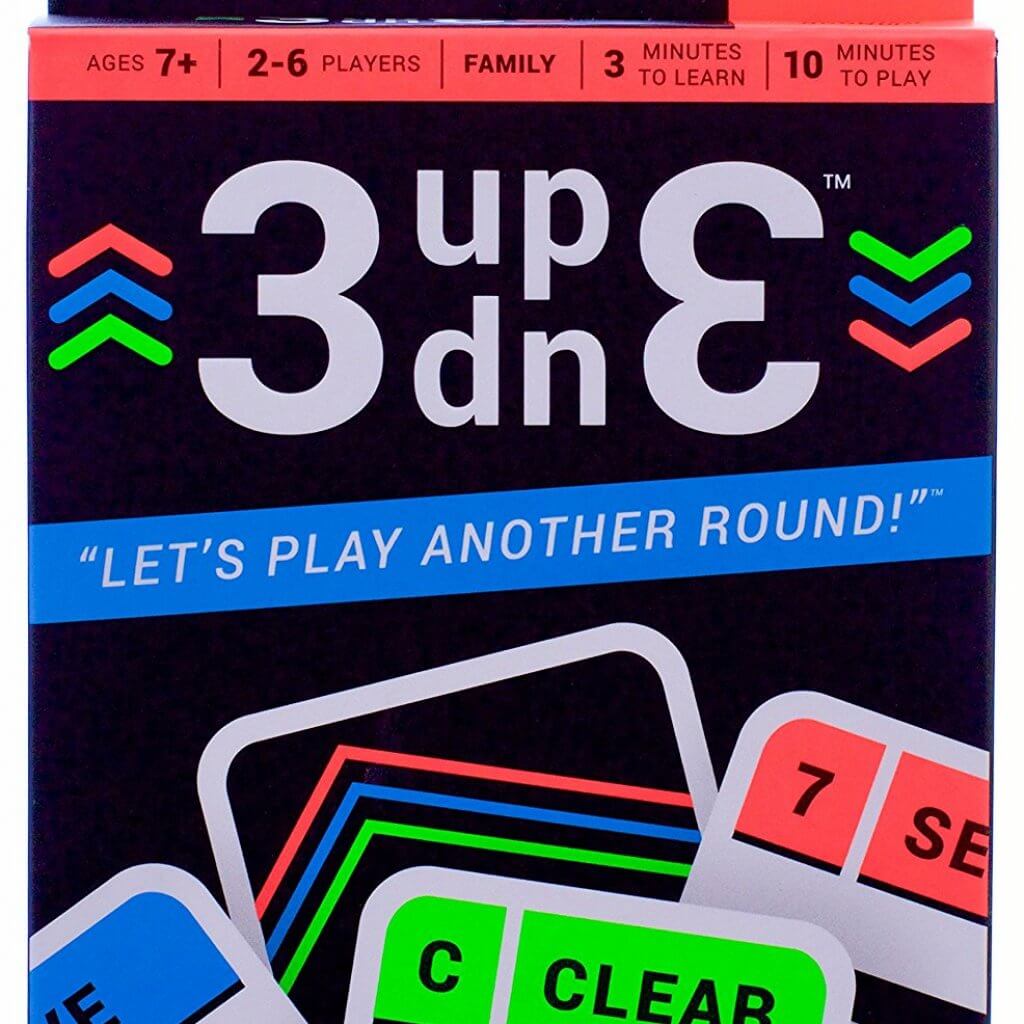 AGES 7+ | 2-6 PLAYERS | FAMILY | 3 MINUTES TO LEARN | 10 MINUTES TO PLAY
3 up dn 3™
“LET’S PLAY ANOTHER ROUND!”™
7 SE
C CLEAR